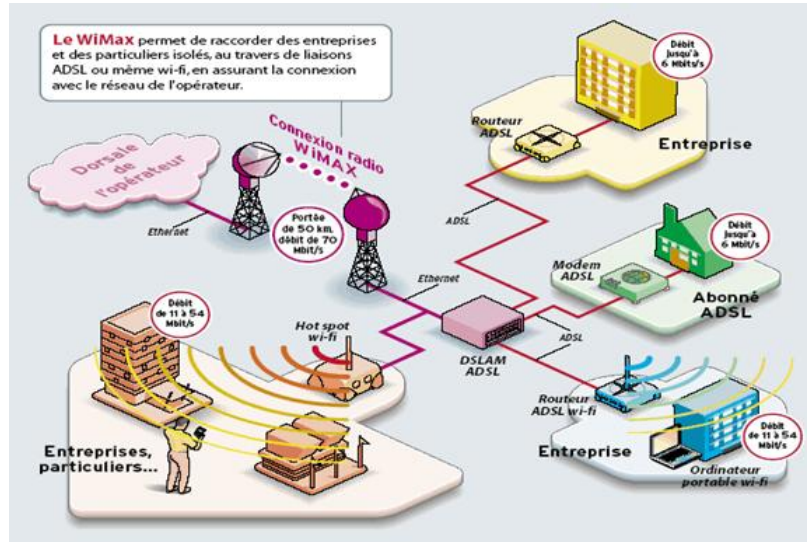 Le WiMax permet de raccorder des entreprises
et des particuliers isolés, au travers de liaisons
ADSL ou même wi-fi, en assurant la connexion
avec le réseau de l'opérateur.
Dorsale
de
l'opérateur
Ethernet
Connexion radio
WiMAX
Portée
de 50 km,
débit de 70
Mbit/s
Ethernet
Débit
Jusqu'à
6 Mbits/s
Routeur
ADSL
Entreprise
ADSL
Débit
Jusqu'à
6 Mbit/s
Modem
ADSL
Abonné
ADSL
DSLAM
ADSL
ADSL
Débit
de 11 à 54
Mbit/s
Hot spot
wi-fi
Entreprises,
particuliers...
Routeur
ADSL wi-fi
Entreprise
Débit
de 11 à 54
Mbit/s
Ordinateur
portable wi-fi